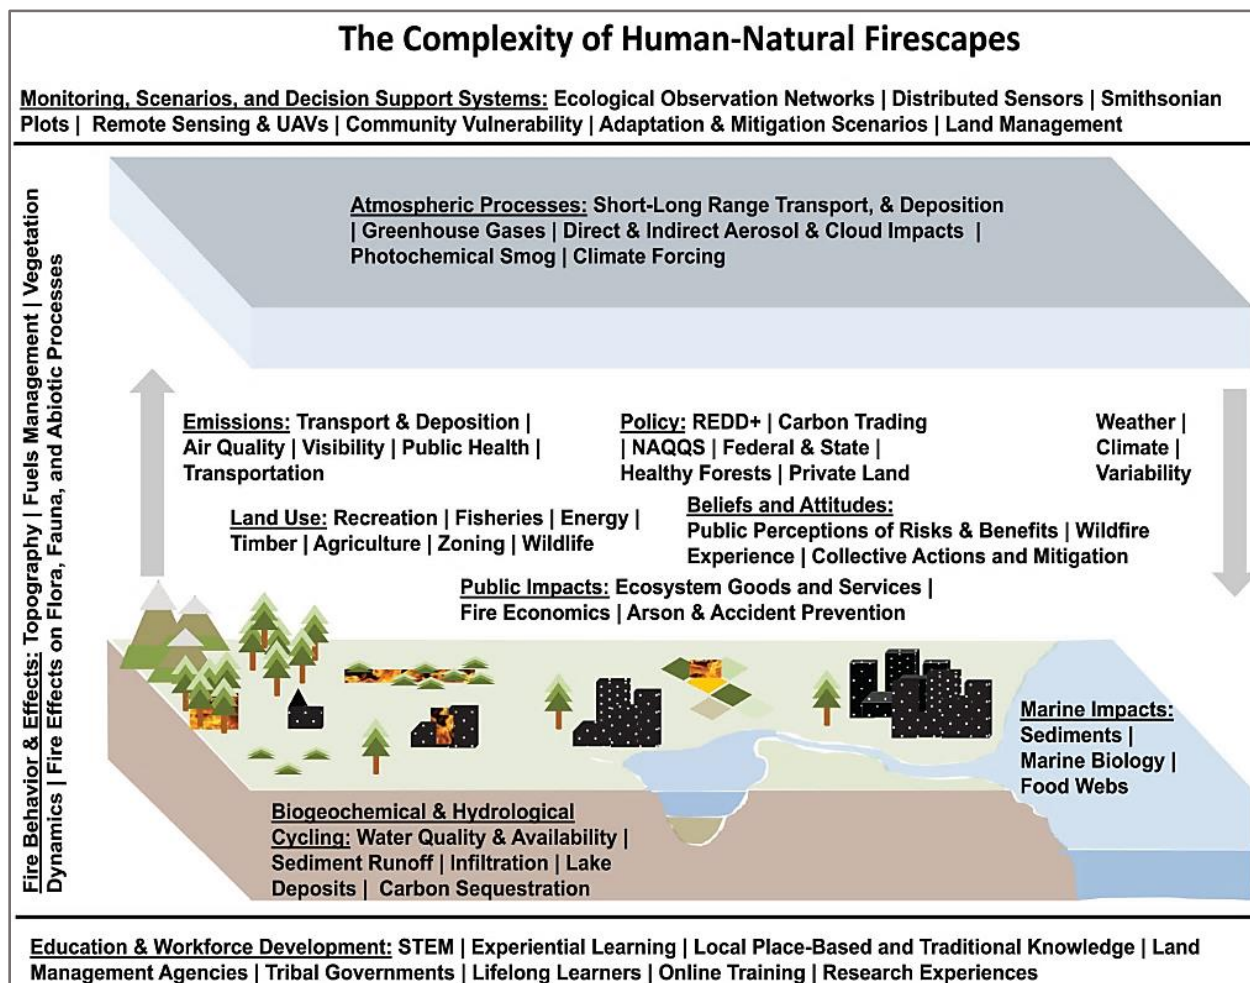 The Complexity of Human-Natural Firescapes
Monitoring, Scenarios, and Decision Support Systems: Ecological Observation Networks | Distributed Sensors | Smithsonian
Plots | Remote Sensing & UAVs | Community Vulnerability | Adaptation & Mitigation Scenarios | Land Management
Fire Behavior & Effects: Topography | Fuels Management | Vegetation
Dynamics | Fire Effects on Flora, Fauna, and Abiotic Processes
Atmospheric Processes: Short-Long Range Transport, & Deposition
| Greenhouse Gases | Direct & Indirect Aerosol & Cloud Impacts |
Photochemical Smog | Climate Forcing
Emissions: Transport & Deposition |
Air Quality | Visibility | Public Health |
Transportation
Policy: REDD+ | Carbon Trading
| NAQQS | Federal & State |
Healthy Forests | Private Land
Weather |
Climate |
Variability
Land Use: Recreation | Fisheries | Energy |
Timber | Agriculture | Zoning | Wildlife
Beliefs and Attitudes:
Public Perceptions of Risks & Benefits | Wildfire
Experience | Collective Actions and Mitigation
Public Impacts: Ecosystem Goods and Services |
Fire Economics | Arson & Accident Prevention
Marine Impacts:
Sediments |
Marine Biology |
Food Webs
Biogeochemical & Hydrological
Cycling: Water Quality & Availability |
Sediment Runoff | Infiltration | Lake
Deposits | Carbon Sequestration
Education & Workforce Development: STEM | Experiential Learning | Local Place-Based and Traditional Knowledge | Land
Management Agencies | Tribal Governments | Lifelong Learners | Online Training | Research Experiences